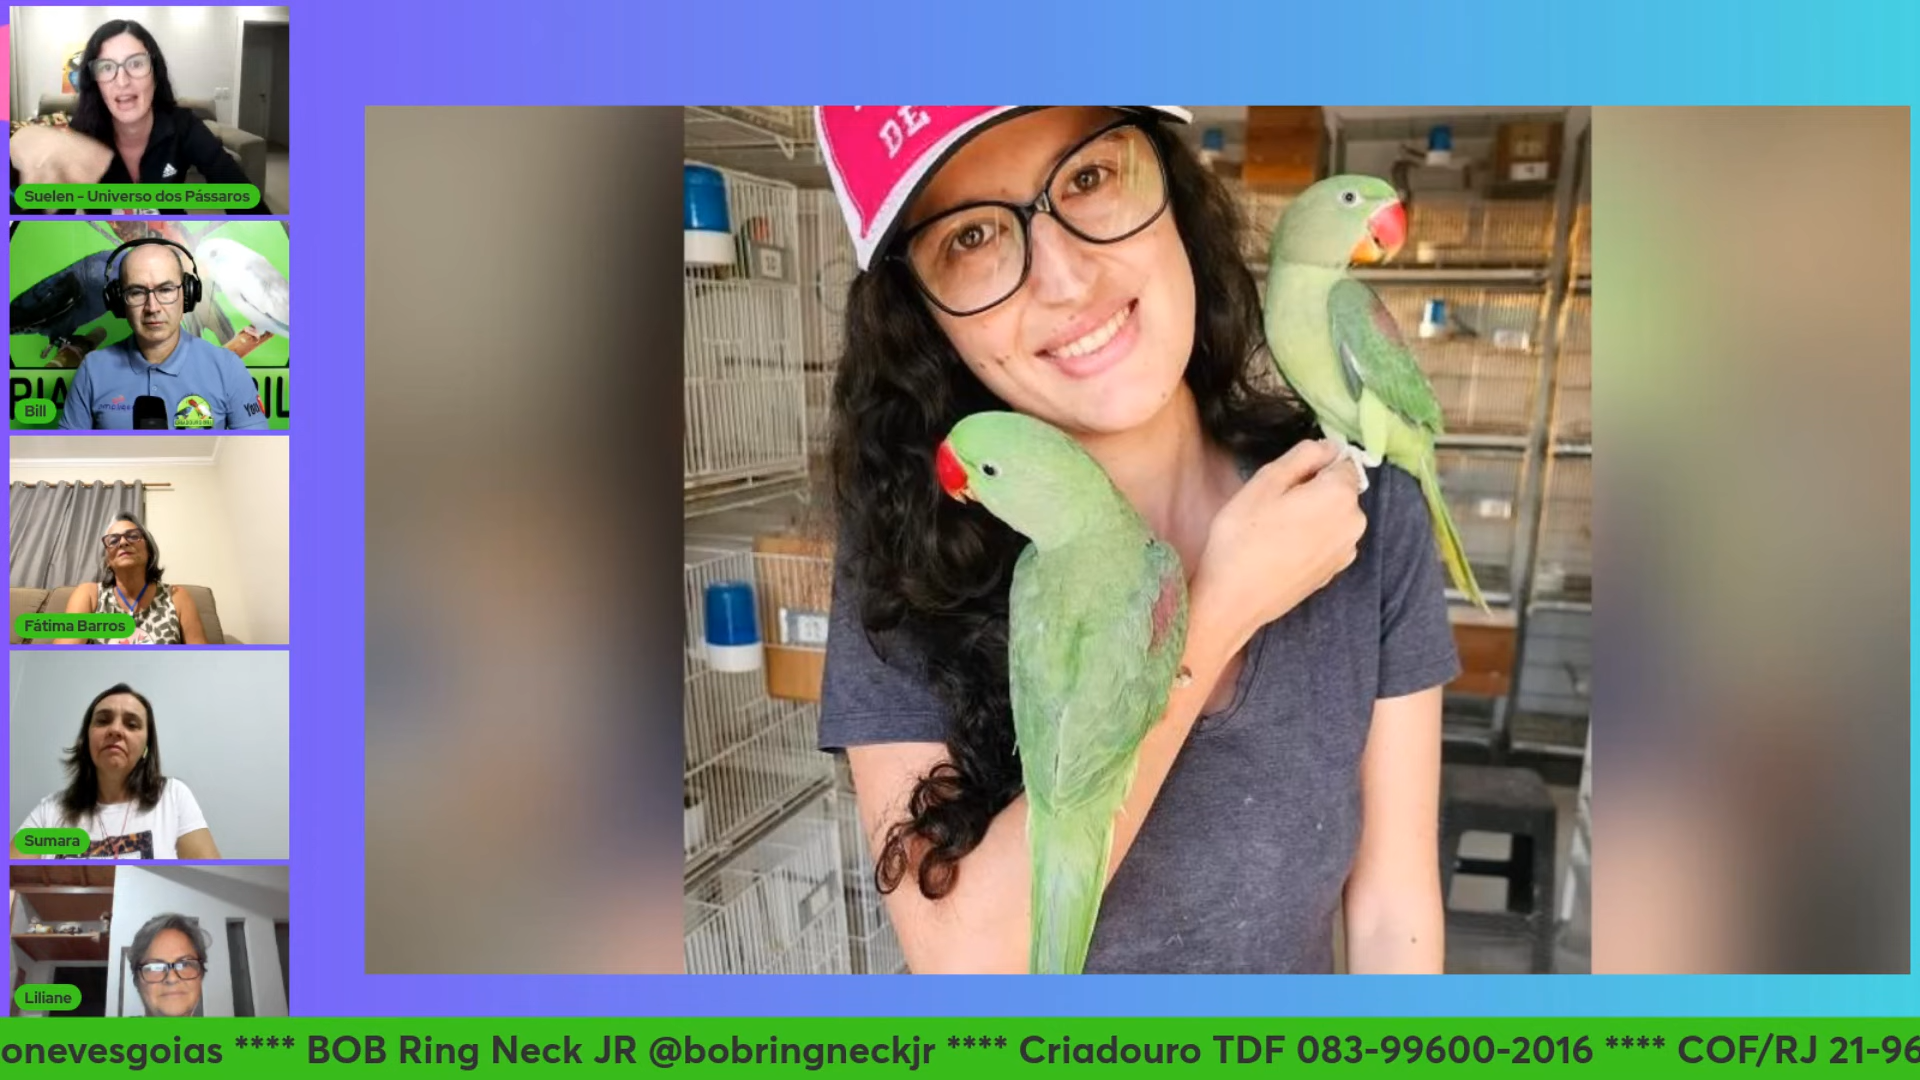 Suelen - Universo dos Pássaros
DE
Bill
Fátima Barros
Sumara
Liliane
onevesgoias **** BOB Ring Neck JR @bobringneckjr **** Criadouro TDF 083-99600-2016 **** COF/RJ 21-96